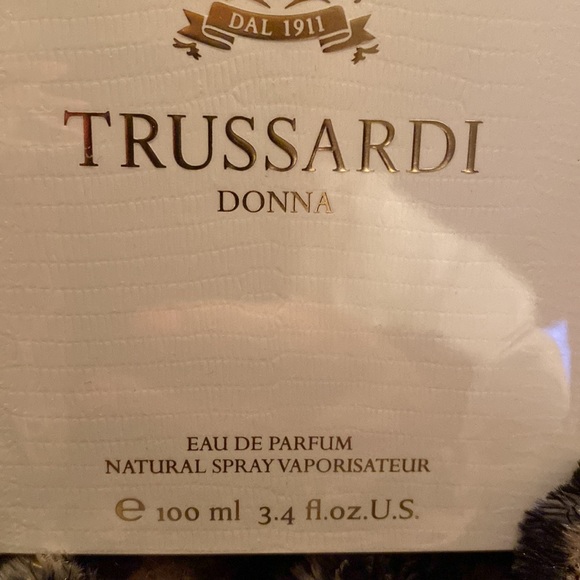 DAL 1911
TRUSSARDI
DONNA
EAU DE PARFUM
NATURAL SPRAY VAPORISATEUR
℮ 100 ml 3.4 fl.oz.U.S.